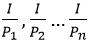 I/P₁, I/P₂ … I/Pₙ